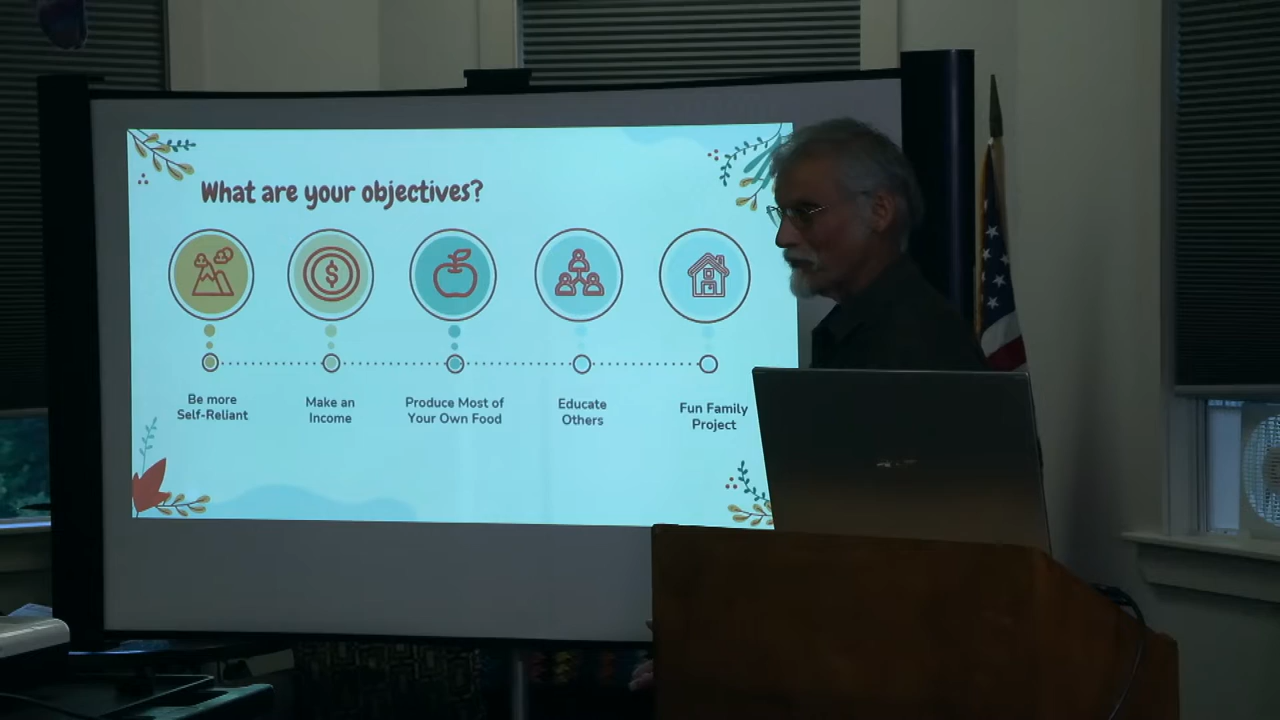 What are your objectives?
Be more
Self-Reliant
Make an
Income
Produce Most of
Your Own Food
Educate
Others
Fun Family
Project